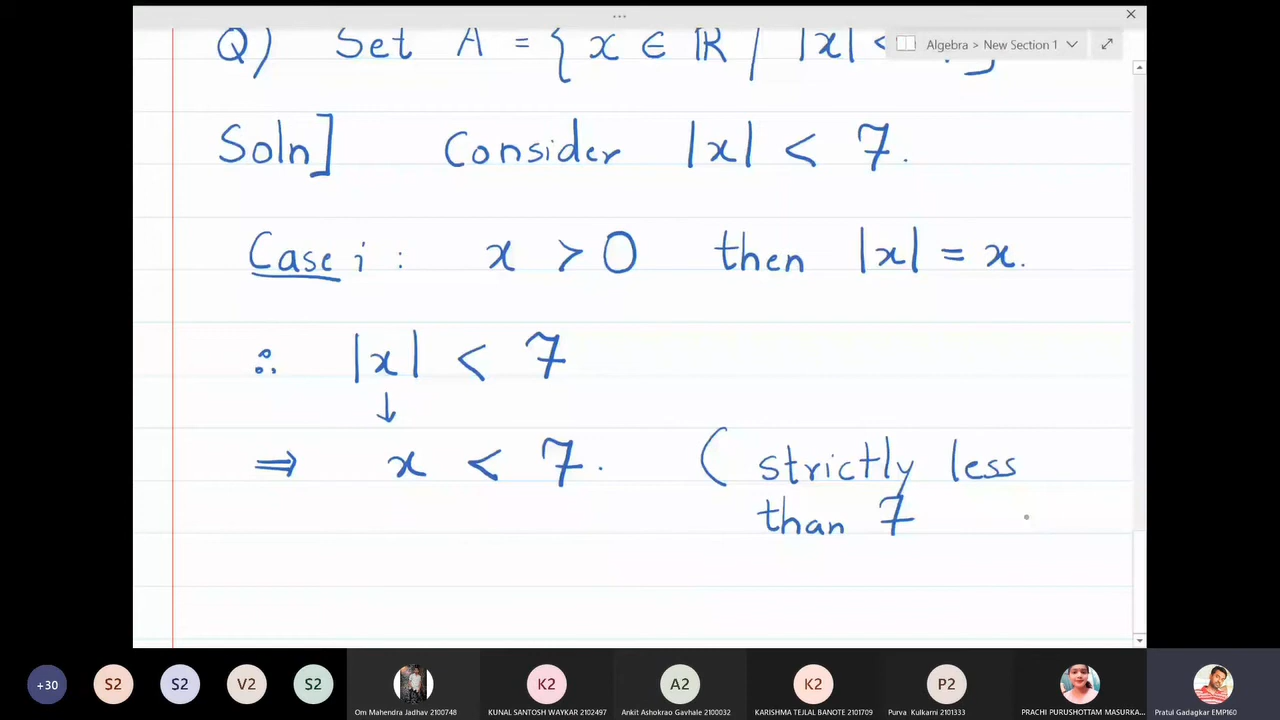 Q) Set A = { x ∈ ℝ / |x| < }
Algebra > New Section 1
Soln] Consider |x| < 7.
Case i : x > 0 then |x| = x.
∴ |x| < 7
↓
⇒ x < 7. ( strictly less
than 7
+30 S2 S2 V2 S2 K2 A2 K2 P2
Om Mahendra Jadhav 2100748 KUNAL SANTOSH WAYKAR 2102497 Ankit Ashokrao Gavhale 2100032 KARISHMA TEJLAL BANOTE 2101709 Purva Kulkarni 2101333 PRACHI PURUSHOTTAM MASURKA... Pratul Gadagkar EMP160